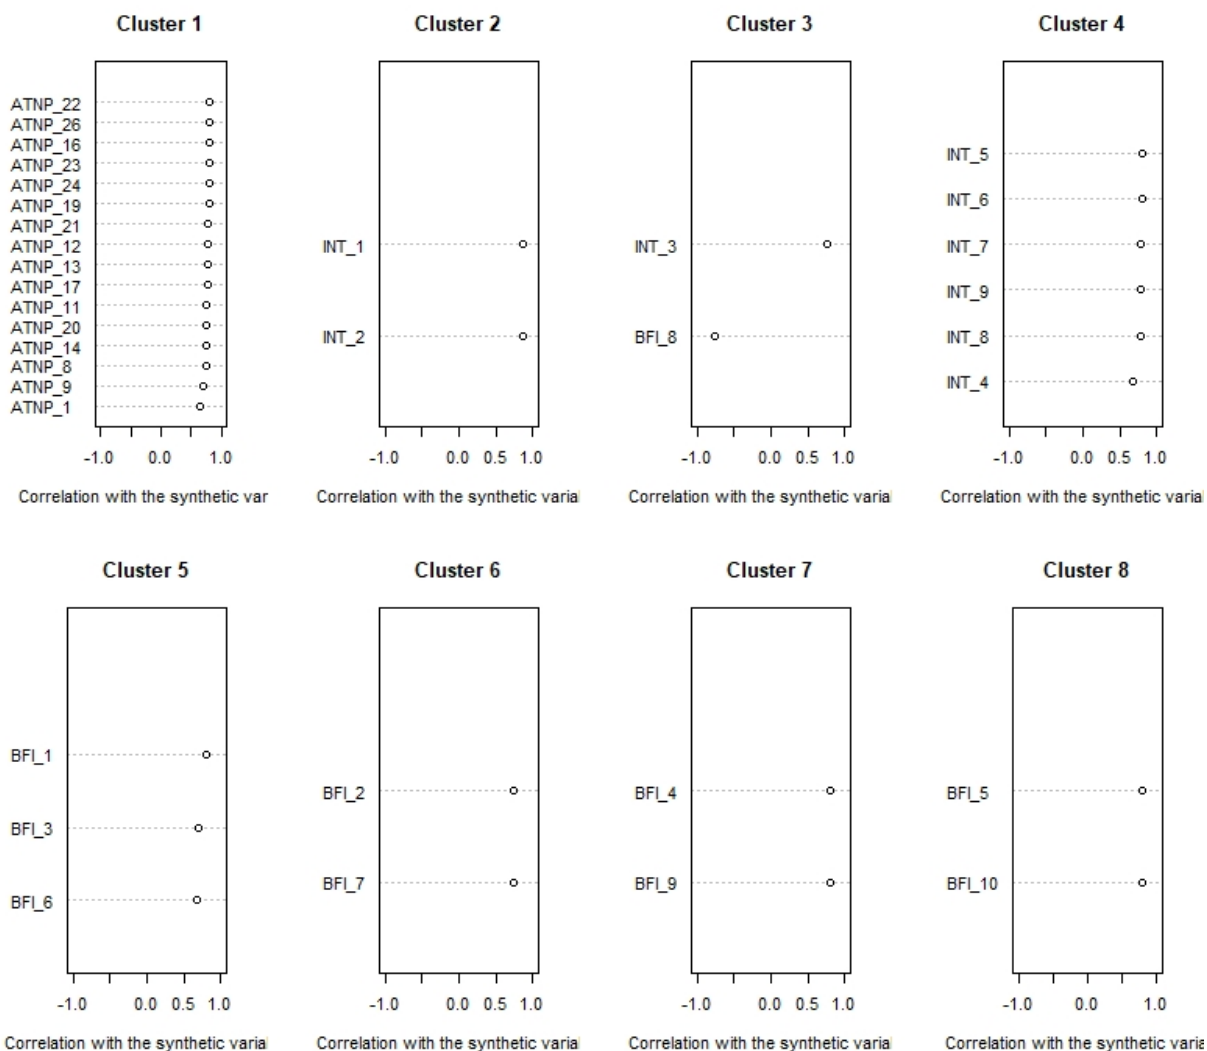 Cluster 1
ATNP_22
ATNP_26
ATNP_16
ATNP_23
ATNP_24
ATNP_19
ATNP_21
ATNP_12
ATNP_13
ATNP_17
ATNP_11
ATNP_20
ATNP_14
ATNP_8
ATNP_9
ATNP_1
-1.0 0.0 1.0
Correlation with the synthetic var
Cluster 2
INT_1
INT_2
-1.0 0.0 0.5 1.0
Correlation with the synthetic varial
Cluster 3
INT_3
BFI_8
-1.0 0.0 0.5 1.0
Correlation with the synthetic varial
Cluster 4
INT_5
INT_6
INT_7
INT_9
INT_8
INT_4
-1.0 0.0 0.5 1.0
Correlation with the synthetic varial
Cluster 5
BFI_1
BFI_3
BFI_6
-1.0 0.0 0.5 1.0
Correlation with the synthetic varial
Cluster 6
BFI_2
BFI_7
-1.0 0.0 0.5 1.0
Correlation with the synthetic varial
Cluster 7
BFI_4
BFI_9
-1.0 0.0 0.5 1.0
Correlation with the synthetic varial
Cluster 8
BFI_5
BFI_10
-1.0 0.0 1.0
Correlation with the synthetic varia